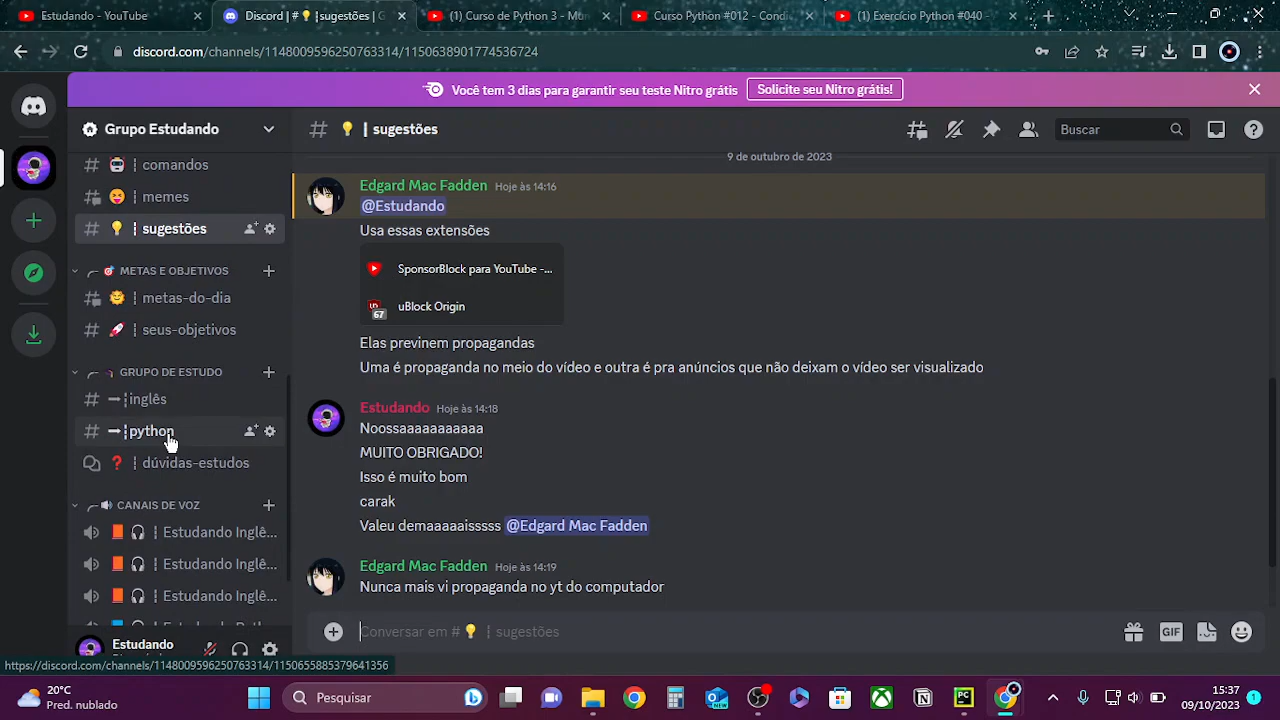 Estudando - YouTube
Discord | # 💡 ¦sugestões | G
(1) Curso de Python 3 - Mun
Curso Python #012 - Condi
(1) Exercício Python #040 -
discord.com/channels/1148009596250763314/1150638901774536724
Você tem 3 dias para garantir seu teste Nitro grátis
Solicite seu Nitro grátis!
Grupo Estudando
# 💡 ¦ sugestões
Buscar
# 🤖 ¦ comandos
# 😝 ¦ memes
# 💡 ¦ sugestões
METAS E OBJETIVOS
# 🌞 ¦ metas-do-dia
# 🚀 ¦ seus-objetivos
GRUPO DE ESTUDO
# ➡¦inglês
# ➡¦python
❓ ¦ dúvidas-estudos
CANAIS DE VOZ
📕 🎧 ¦ Estudando Inglê...
📕 🎧 ¦ Estudando Inglê...
📕 🎧 ¦ Estudando Inglê...
Estudando
9 de outubro de 2023
Edgard Mac Fadden Hoje às 14:16
@Estudando
Usa essas extensões
SponsorBlock para YouTube -...
67
uBlock Origin
Elas previnem propagandas
Uma é propaganda no meio do vídeo e outra é pra anúncios que não deixam o vídeo ser visualizado
Estudando Hoje às 14:18
Noossaaaaaaaaaa
MUITO OBRIGADO!
Isso é muito bom
carak
Valeu demaaaaaisssss @Edgard Mac Fadden
Edgard Mac Fadden Hoje às 14:19
Nunca mais vi propaganda no yt do computador
Conversar em # 💡 ¦ sugestões
GIF
https://discord.com/channels/1148009596250763314/1150655885379641356
20°C
Pred. nublado
Pesquisar
NEW
PC
15:37
09/10/2023
1